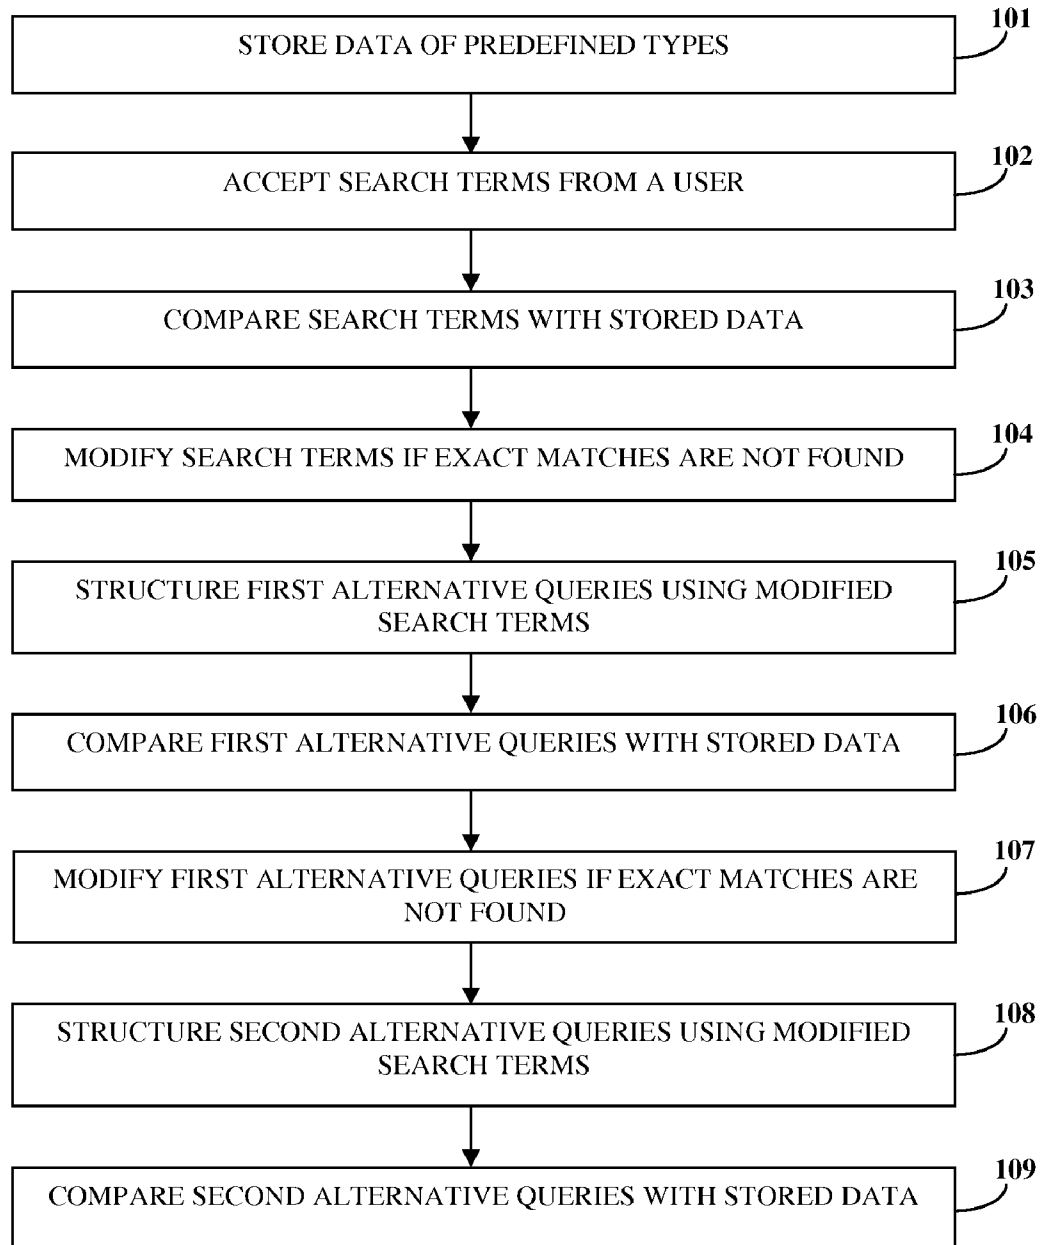 101
STORE DATA OF PREDEFINED TYPES
102
ACCEPT SEARCH TERMS FROM A USER
103
COMPARE SEARCH TERMS WITH STORED DATA
104
MODIFY SEARCH TERMS IF EXACT MATCHES ARE NOT FOUND
105
STRUCTURE FIRST ALTERNATIVE QUERIES USING MODIFIED
SEARCH TERMS
106
COMPARE FIRST ALTERNATIVE QUERIES WITH STORED DATA
107
MODIFY FIRST ALTERNATIVE QUERIES IF EXACT MATCHES ARE
NOT FOUND
108
STRUCTURE SECOND ALTERNATIVE QUERIES USING MODIFIED
SEARCH TERMS
109
COMPARE SECOND ALTERNATIVE QUERIES WITH STORED DATA